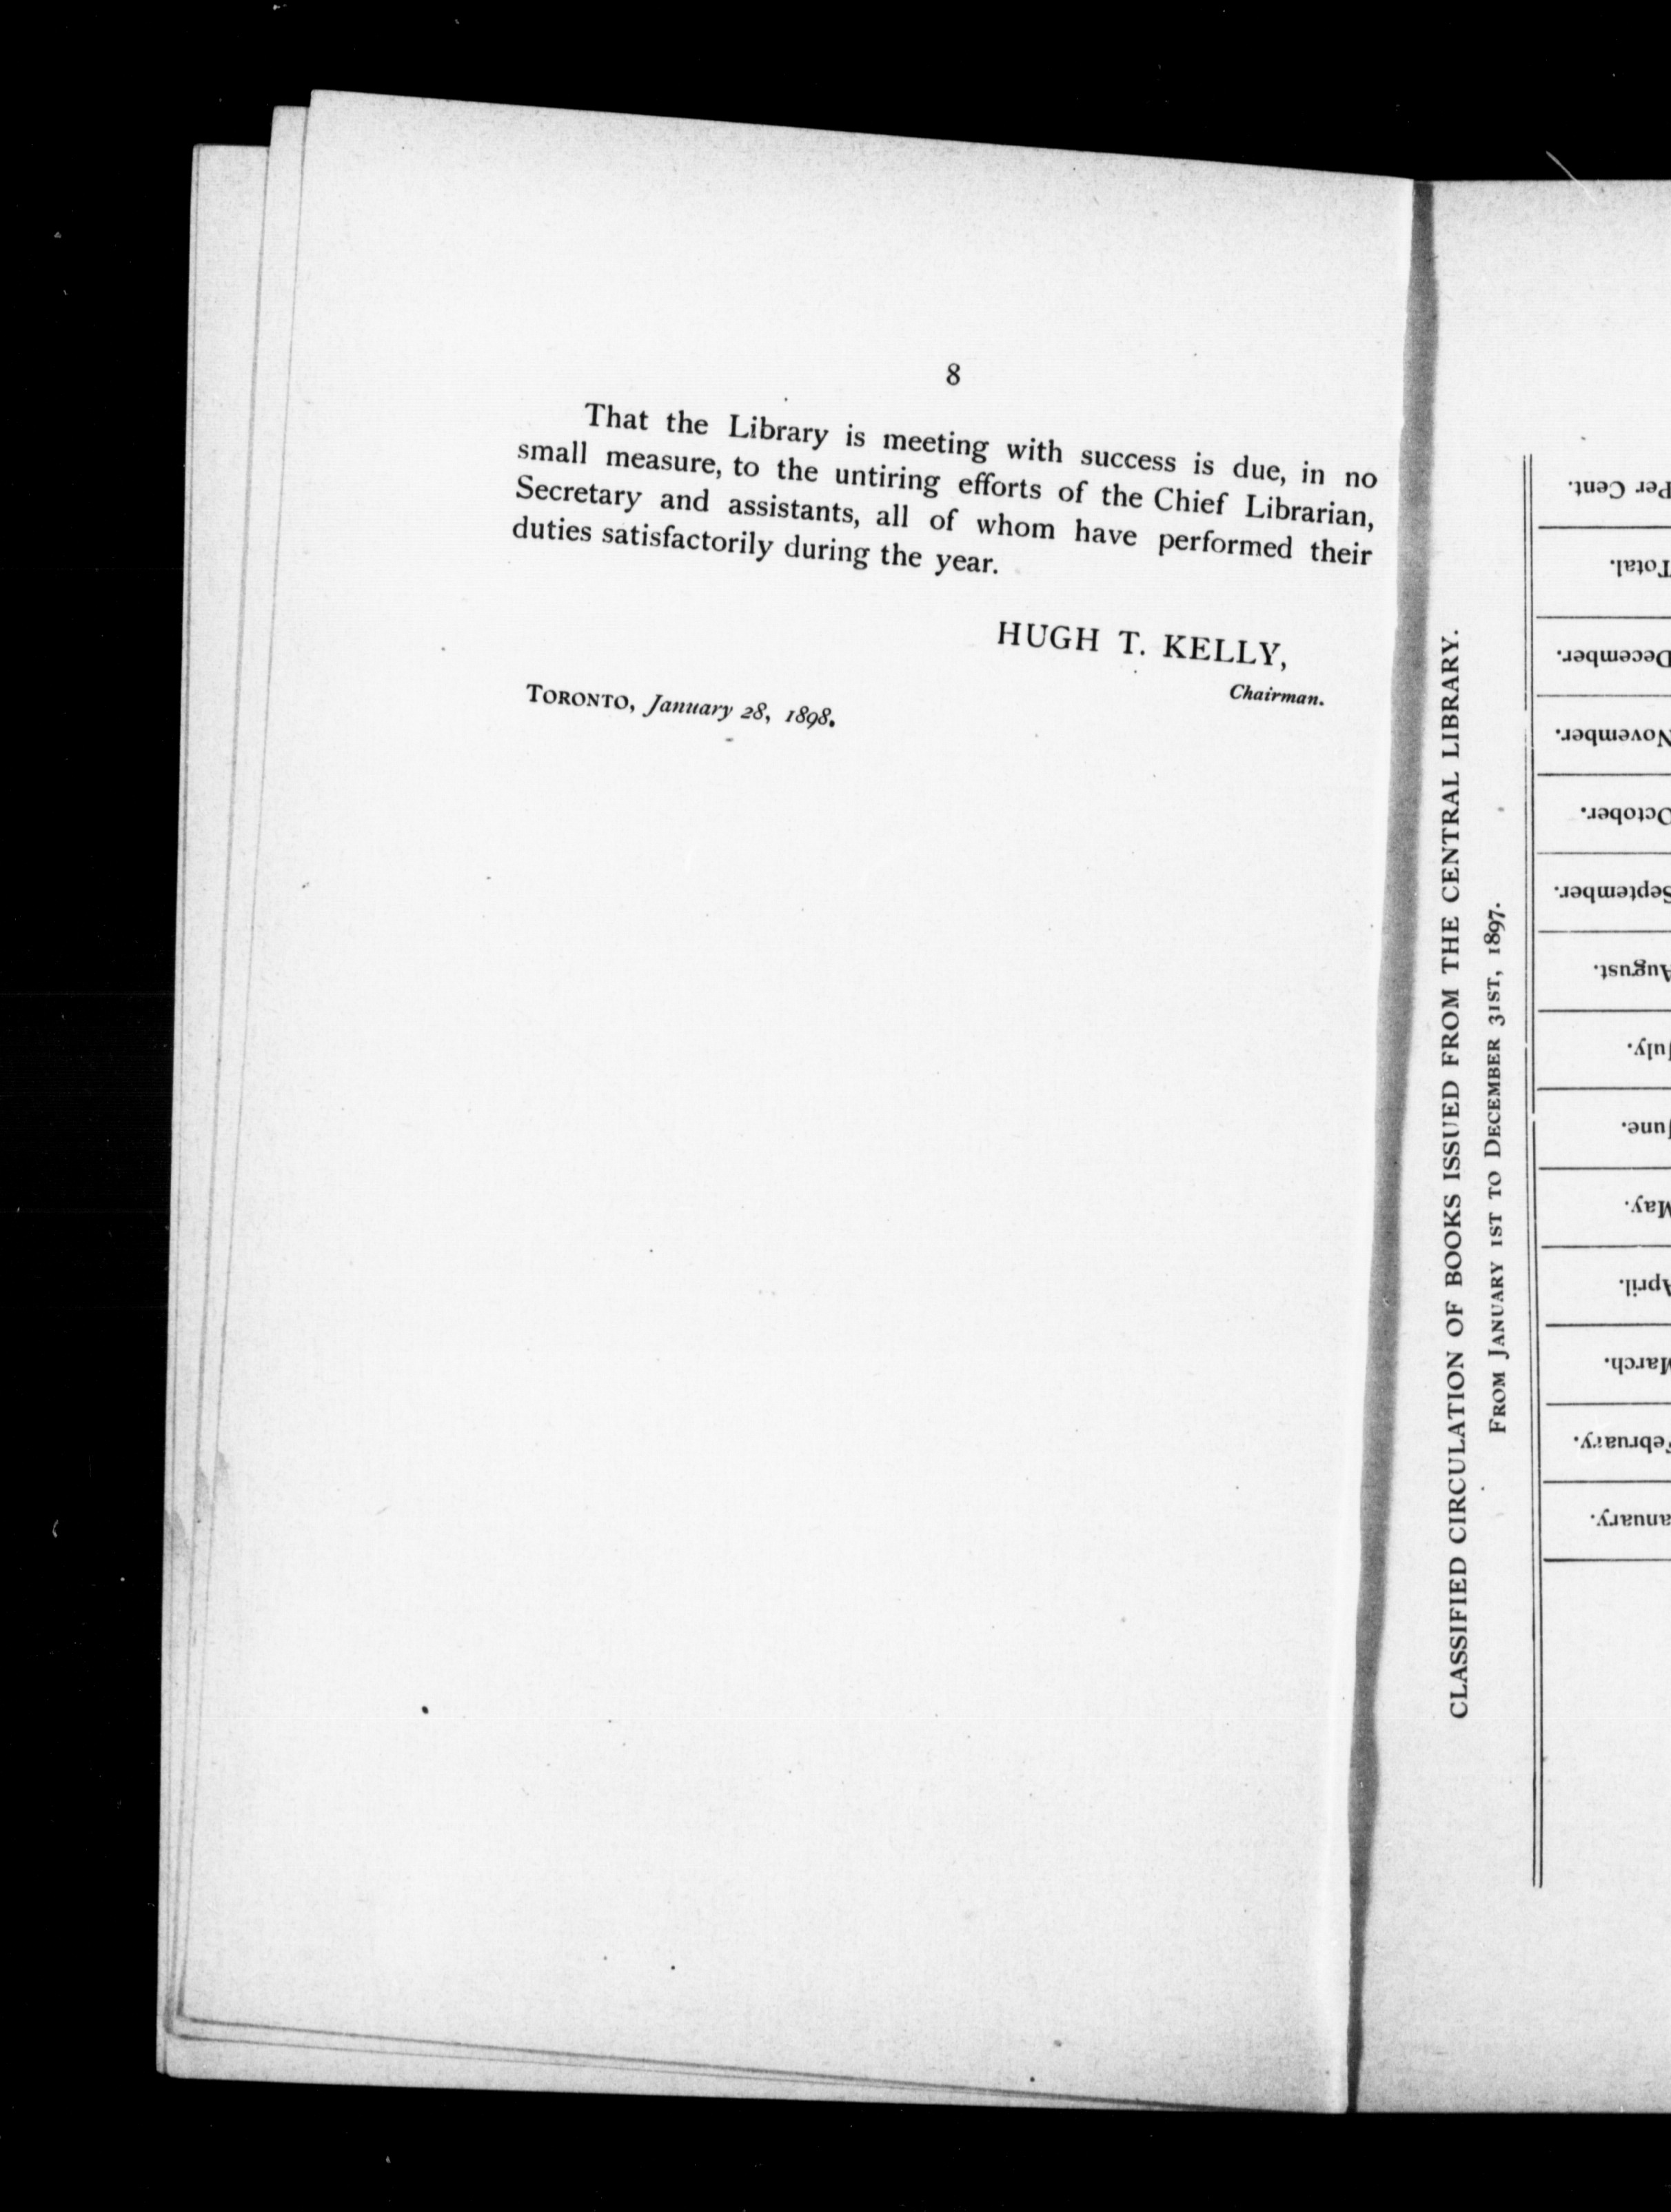 8
That the Library is meeting with success is due, in no
small measure, to the untiring efforts of the Chief Librarian,
Secretary and assistants, all of whom have performed their
duties satisfactorily during the year.
HUGH T. KELLY,
Chairman.
TORONTO, January 28, 1898.
CLASSIFIED CIRCULATION OF BOOKS ISSUED FROM THE CENTRAL LIBRARY.
FROM JANUARY 1ST TO DECEMBER 31ST, 1897.
Per Cent.
Total.
December.
November.
October.
September.
August.
July.
June.
May.
April.
March.
February.
anuary.